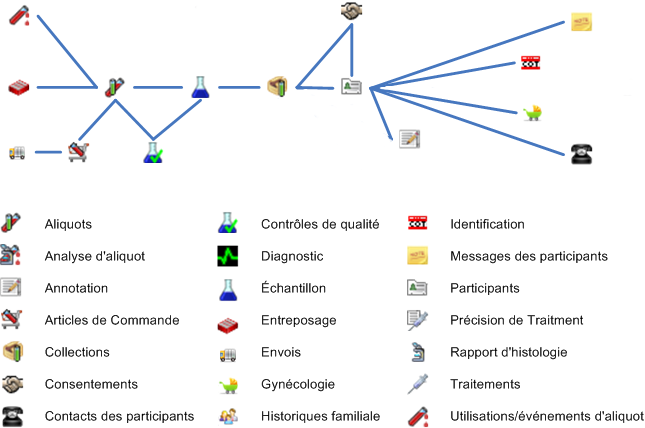 Aliquots
Contrôles de qualité
Identification
Analyse d'aliquot
Diagnostic
Messages des participants
Annotation
Échantillon
Participants
Articles de Commande
Entreposage
Précision de Traitment
Collections
Envois
Rapport d'histologie
Consentements
Gynécologie
Traitements
Contacts des participants
Historiques familiale
Utilisations/événements d'aliquot